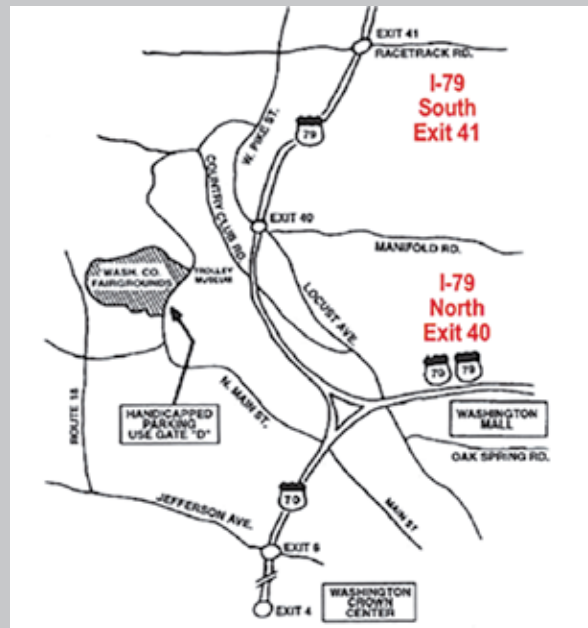 EXIT 41
RACETRACK RD.
I-79
South
Exit 41
79
W. PIKE ST.
COUNTRY CLUB RD.
EXIT 40
MANIFOLD RD.
WASH. CO.
FAIRGROUNDS
TROLLEY
MUSEUM
LOCUST AVE.
I-79
North
Exit 40
70
79
HANDICAPPED
PARKING
USE GATE "D"
N. MAIN ST.
ROUTE 18
WASHINGTON
MALL
OAK SPRING RD.
70
JEFFERSON AVE.
MAIN ST
EXIT 5
WASHINGTON
CROWN
CENTER
EXIT 4